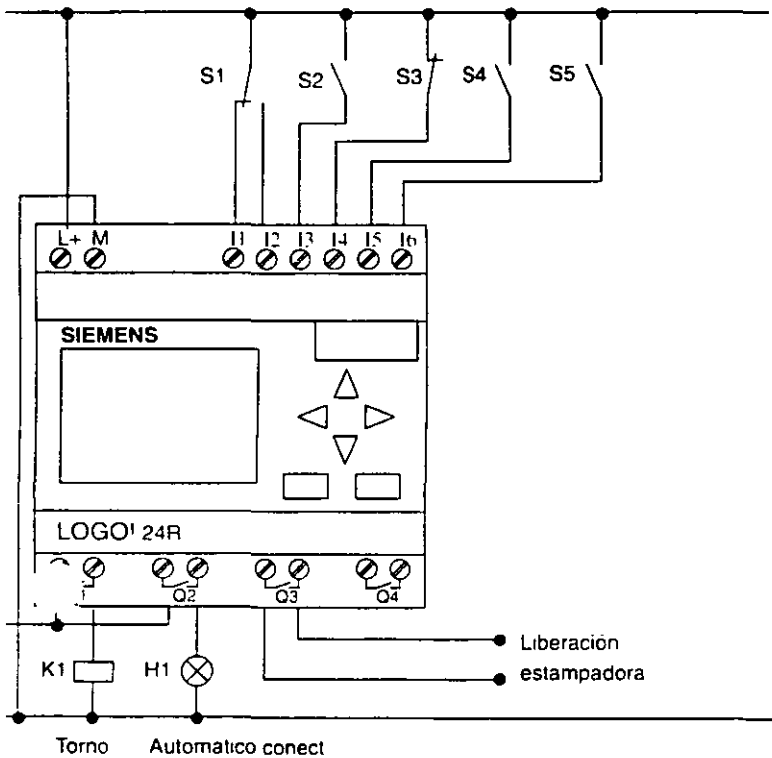 S1 S2 S3 S4 S5
L+ M I1 I2 I3 I4 I5 I6
SIEMENS
LOGO! 24R
Q2 Q3 Q4
Liberación
K1 H1 estampadora
Torno Automatico conect